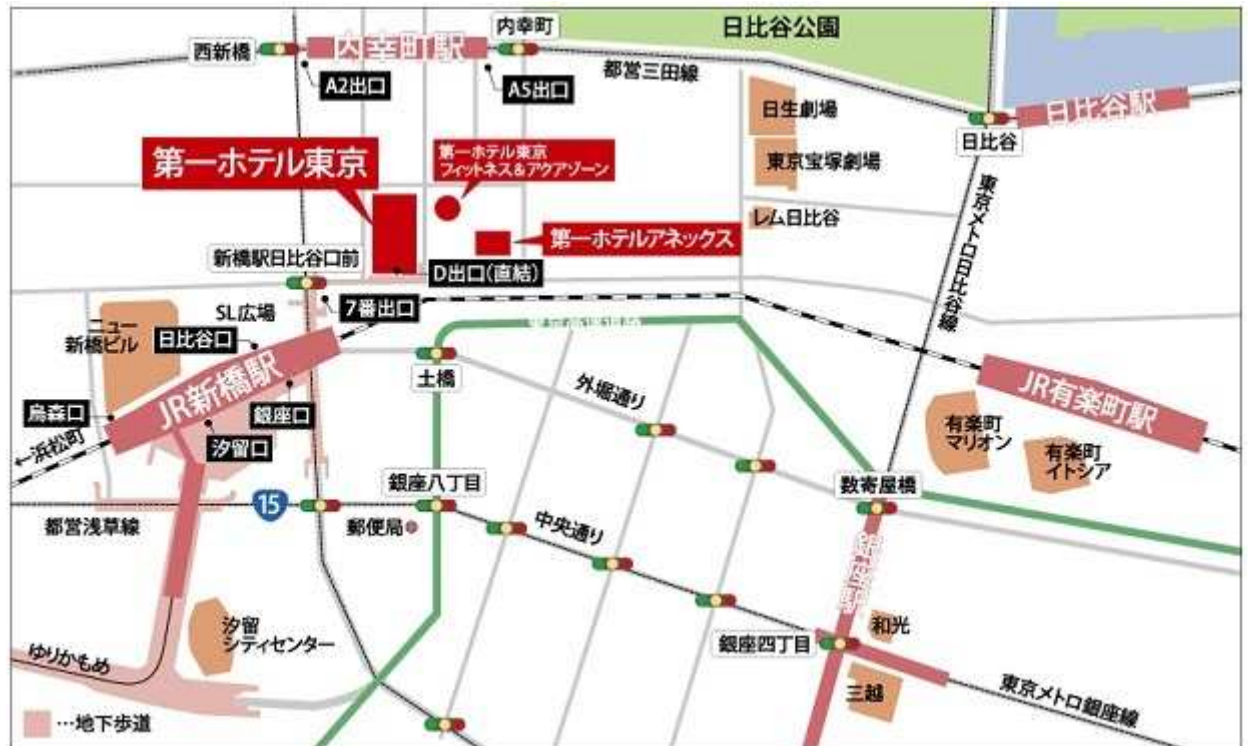 内幸町
日比谷公園
西新橋
内幸町駅
都営三田線
A2出口
A5出口
日比谷駅
日生劇場
日比谷
第一ホテル東京
第一ホテル東京
フィットネス&アクアゾーン
東京宝塚劇場
東京メトロ日比谷線
レム日比谷
第一ホテルアネックス
新橋駅日比谷口前
D出口(直結)
SL広場
7番出口
ニュー
新橋ビル
日比谷口
JR新橋駅
土橋
外堀通り
JR有楽町駅
烏森口
銀座口
汐留口
←浜松町
有楽町
マリオン
有楽町
イトシア
銀座八丁目
数寄屋橋
15
都営浅草線
郵便局
中央通り
銀座駅
汐留
シティセンター
和光
銀座四丁目
ゆりかもめ
三越
東京メトロ銀座線
…地下歩道